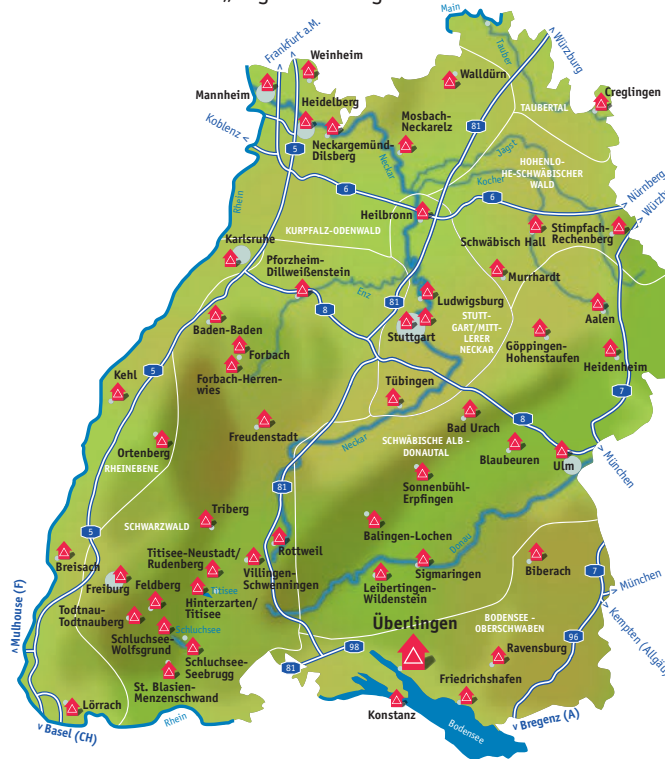 Main
Frankfurt a.M.
Würzburg
Tauber
Weinheim
Walldürn
Mannheim
Creglingen
Heidelberg
TAUBERTAL
Koblenz <
Mosbach-
Neckarelz
81
Neckargemünd-
Dilsberg
5
Jagst
Neckar
HOHENLO-
HE-SCHWÄBISCHER
WALD
Kocher
> Nürnberg
6
6
Rhein
Heilbronn
KURPFALZ-ODENWALD
Schwäbisch Hall
Stimpfach-
Rechenberg
Karlsruhe
Pforzheim-
Dillweißenstein
Murrhardt
Enz
81
Ludwigsburg
8
Aalen
Baden-Baden
Stuttgart
STUTT-
GART/MITT-
LERER
NECKAR
Göppingen-
Hohenstaufen
Forbach
Heidenheim
Forbach-Herren-
wies
5
Kehl
Tübingen
7
Bad Urach
8
Freudenstadt
Neckar
SCHWÄBISCHE ALB -
DONAUTAL
Ortenberg
Blaubeuren
Ulm
> München
RHEINEBENE
Sonnenbühl-
Erpfingen
81
Triberg
SCHWARZWALD
5
Balingen-Lochen
Donau
Rottweil
Breisach
Titisee-Neustadt/
Rudenberg
Villingen-
Schwenningen
Sigmaringen
Biberach
7
Freiburg
Feldberg
Titisee
Leibertingen-
Wildenstein
> München
Hinterzarten/
Titisee
> Mulhouse (F)
Todtnau-
Todtnauberg
Überlingen
BODENSEE -
OBERSCHWABEN
> Kempten (Allgäu)
Schluchsee
96
Schluchsee-
Wolfsgrund
98
Ravensburg
Schluchsee-
Seebrugg
81
Friedrichshafen
St. Blasien-
Menzenschwand
Lörrach
Konstanz
Rhein
Bodensee
v Bregenz (A)
v Basel (CH)